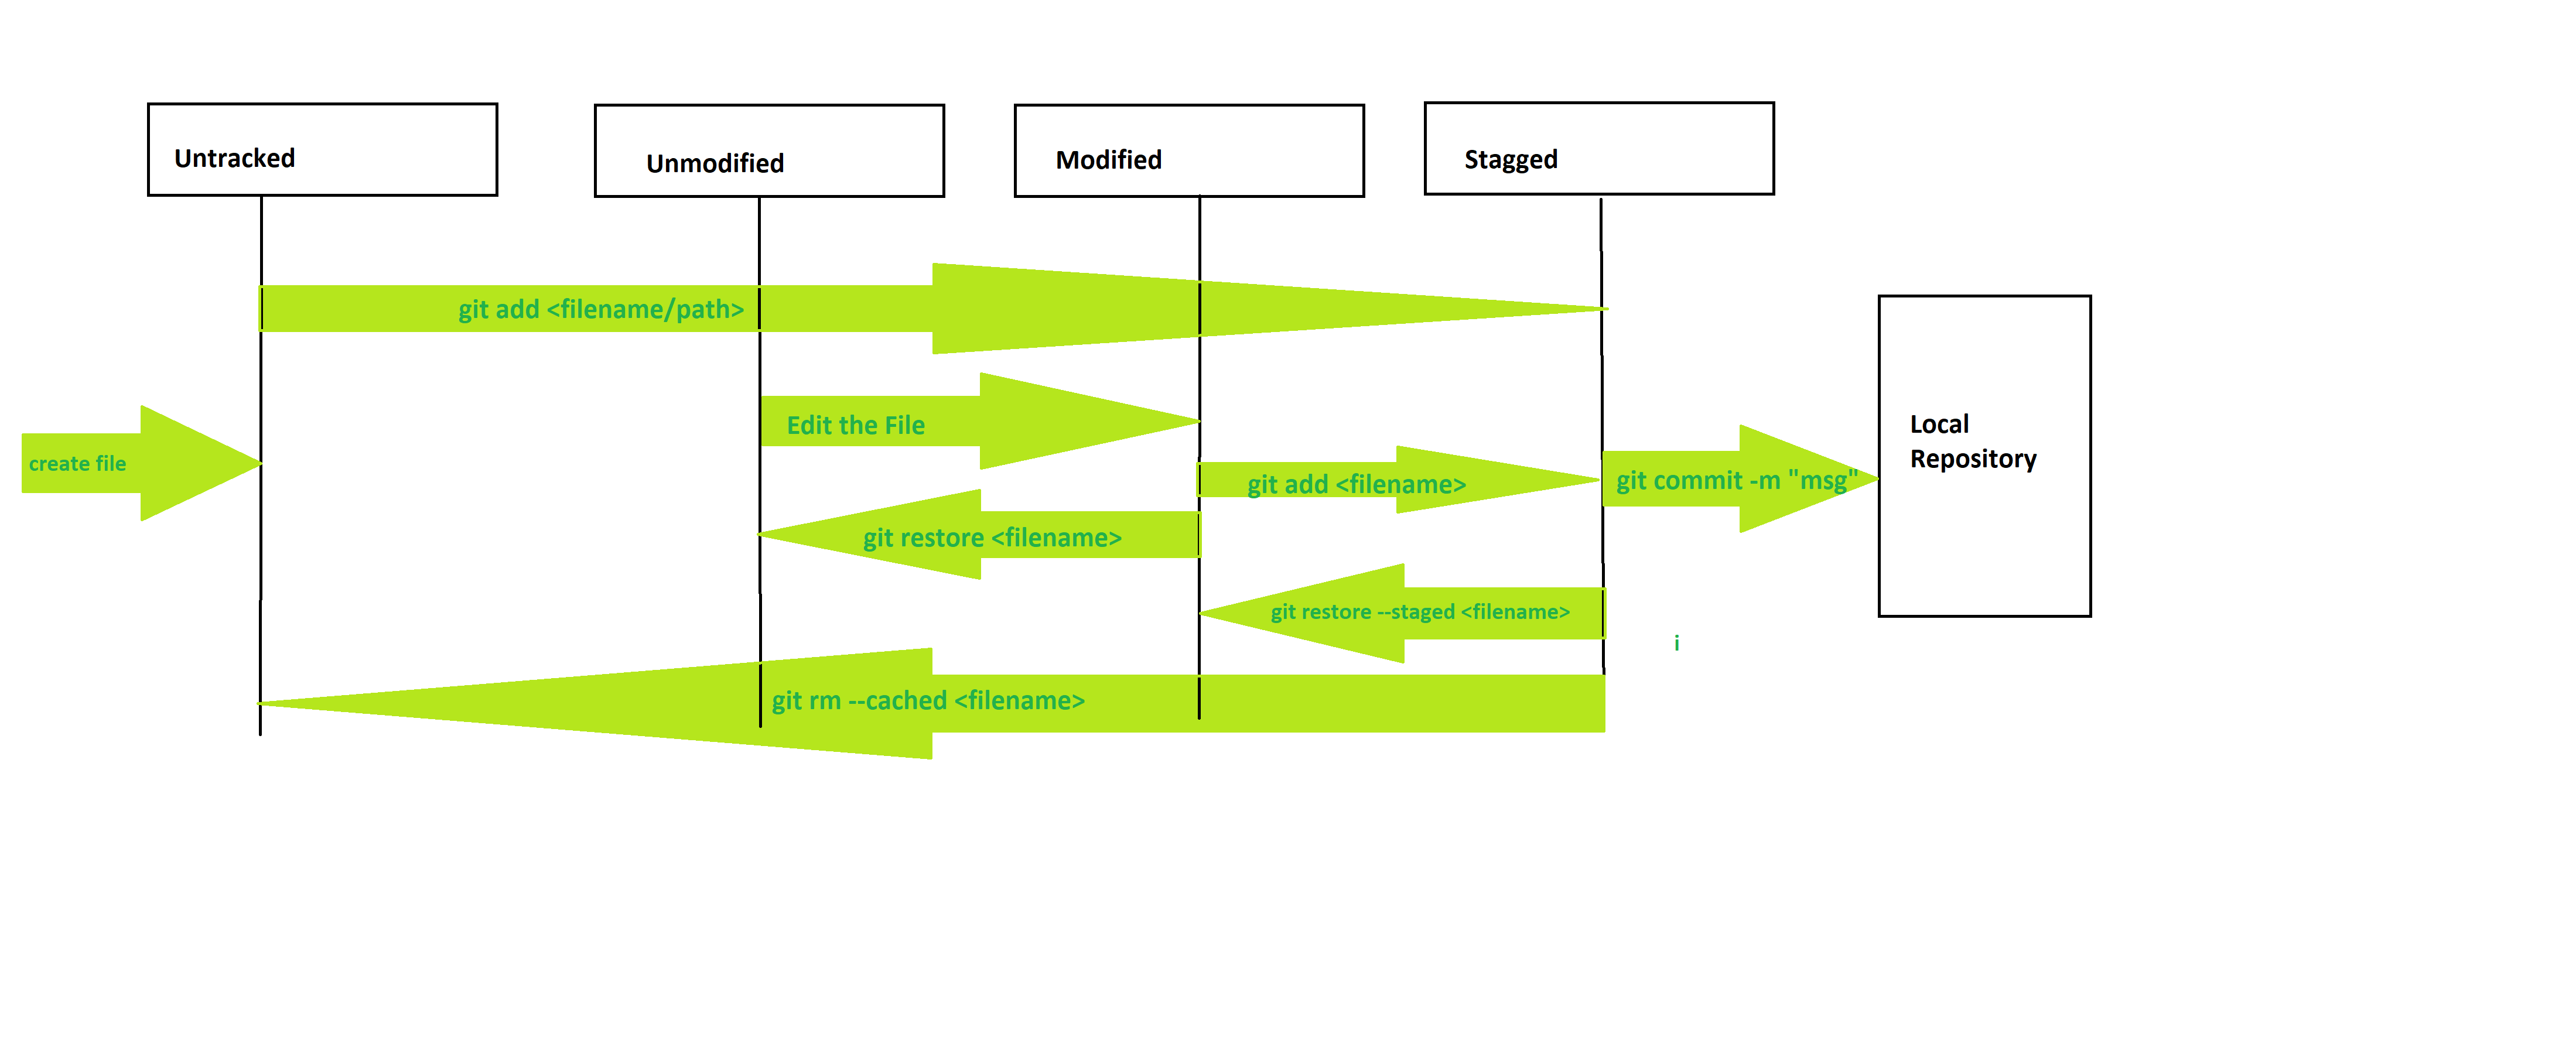 Untracked
Unmodified
Modified
Stagged
git add <filename/path>
Edit the File
create file
git add <filename>
git commit -m "msg"
Local
Repository
git restore <filename>
git restore --staged <filename>
i
git rm --cached <filename>